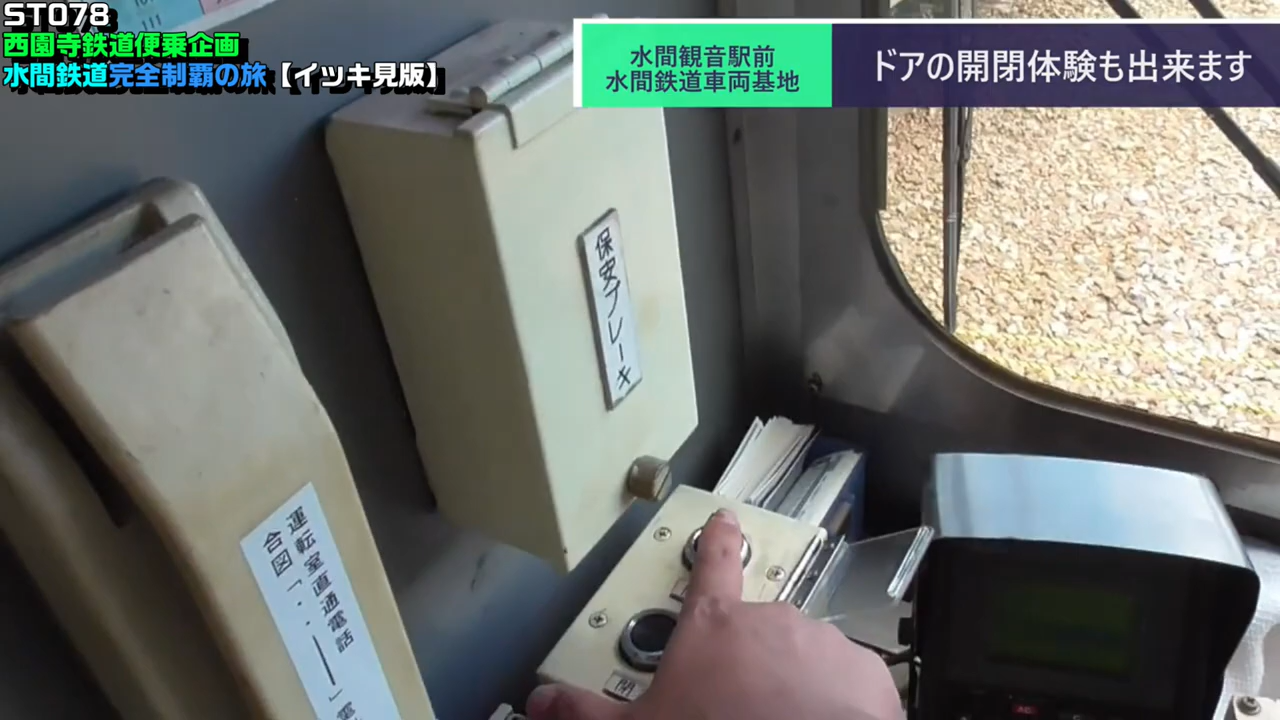 ST078
西園寺鉄道便乗企画
水間鉄道完全制覇の旅【イッキ見版】
水間観音駅前
水間鉄道車両基地
ドアの開閉体験も出来ます
保安ブレーキ
運転室直通電話
合図「・・━」電
閉